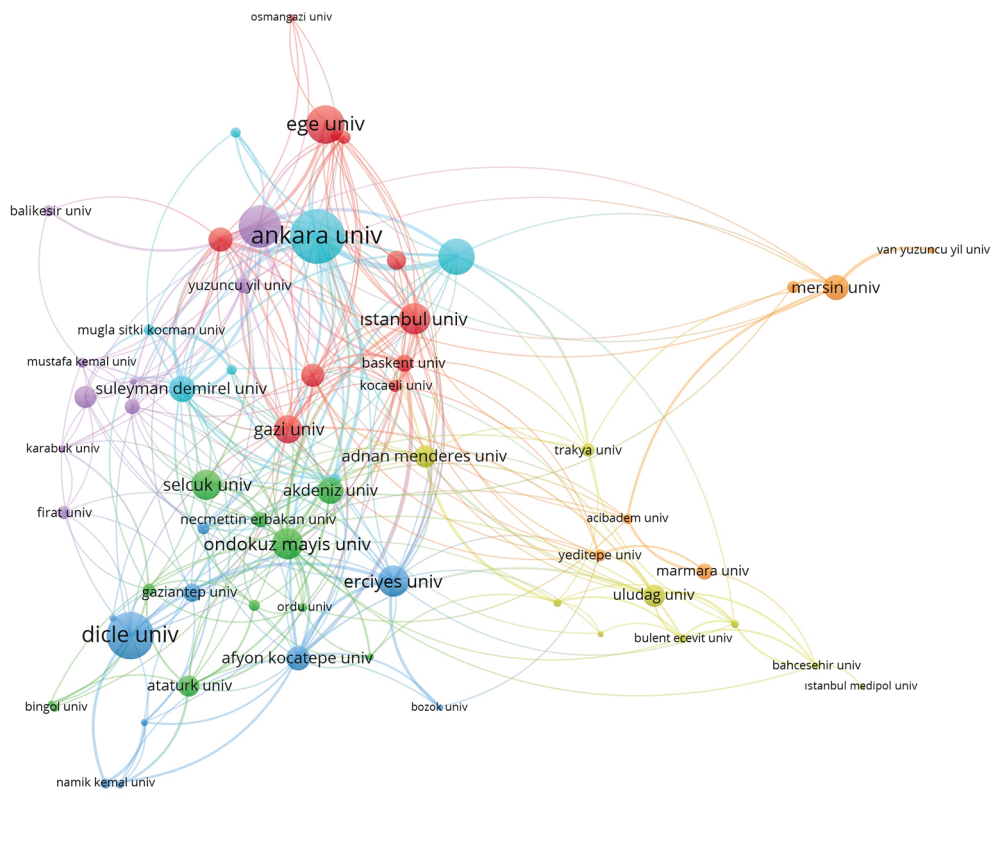 osmangazi univ
ege univ
balikesir univ
ankara univ
van yuzuncu yil univ
yuzuncu yil univ
mersin univ
ıstanbul univ
mugla sitki kocman univ
mustafa kemal univ
baskent univ
suleyman demirel univ
kocaeli univ
gazi univ
karabuk univ
adnan menderes univ
trakya univ
selcuk univ
akdeniz univ
firat univ
necmettin erbakan univ
acibadem univ
ondokuz mayis univ
yeditepe univ
marmara univ
erciyes univ
gaziantep univ
uludag univ
ordu univ
dicle univ
bulent ecevit univ
afyon kocatepe univ
bahcesehir univ
ataturk univ
ıstanbul medipol univ
bingol univ
bozok univ
namik kemal univ